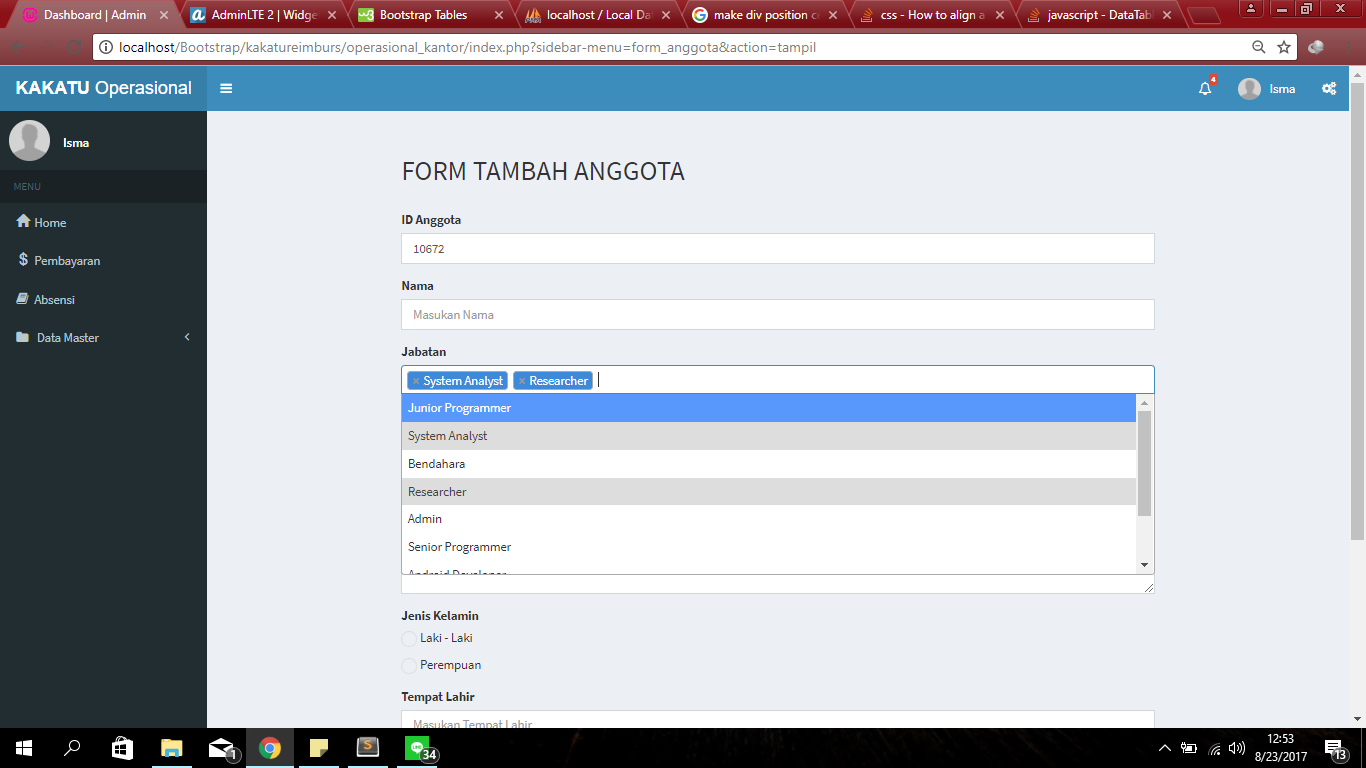 Dashboard | Admin
AdminLTE 2 | Widge
Bootstrap Tables
localhost / Local Da
make div position c
css - How to align a
javascript - DataTabl
localhost/Bootstrap/kakatureimburs/operasional_kantor/index.php?sidebar-menu=form_anggota&action=tampil
KAKATU Operasional
4
Isma
Isma
MENU
Home
Pembayaran
Absensi
Data Master
FORM TAMBAH ANGGOTA
ID Anggota
10672
Nama
Masukan Nama
Jabatan
× System Analyst × Researcher
Junior Programmer
System Analyst
Bendahara
Researcher
Admin
Senior Programmer
Android Developer
Jenis Kelamin
Laki - Laki
Perempuan
Tempat Lahir
Masukan Tempat Lahir
1
34
12:53
8/23/2017
13